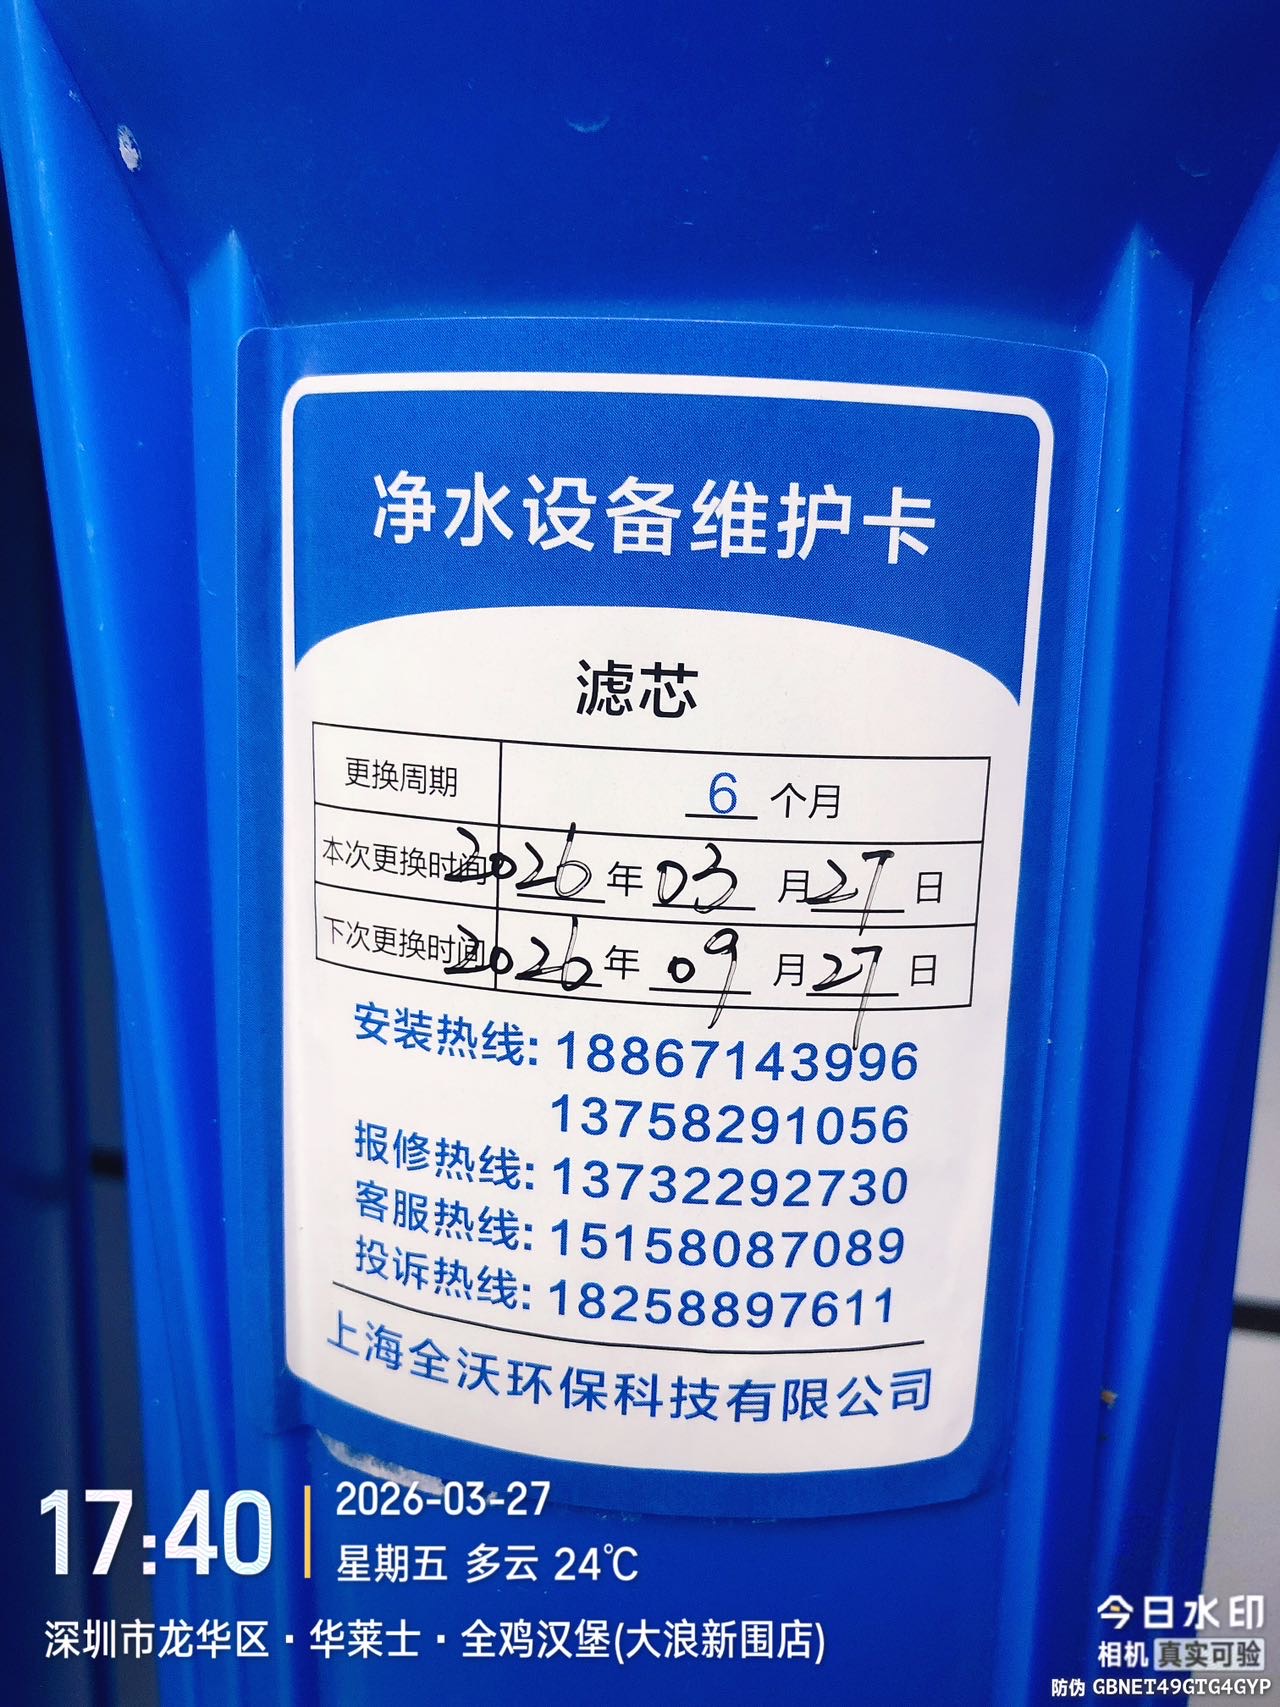 净水设备维护卡
滤芯
更换周期 6 个月
本次更换时间 2026 年 03 月 27 日
下次更换时间 2026 年 09 月 27 日
安装热线: 18867143996
13758291056
报修热线: 13732292730
客服热线: 15158087089
投诉热线: 18258897611
上海全沃环保科技有限公司
17:40
2026-03-27
星期五 多云 24℃
深圳市龙华区·华莱士·全鸡汉堡(大浪新围店)
今日水印
相机 真实可验
防伪 GBNET49GTG4GYP